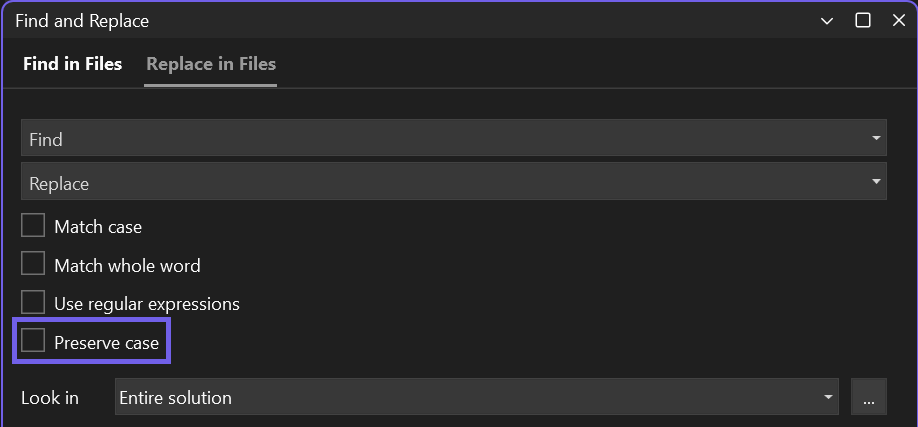 Find and Replace
Find in Files Replace in Files
Find
Replace
Match case
Match whole word
Use regular expressions
Preserve case
Look in Entire solution ...